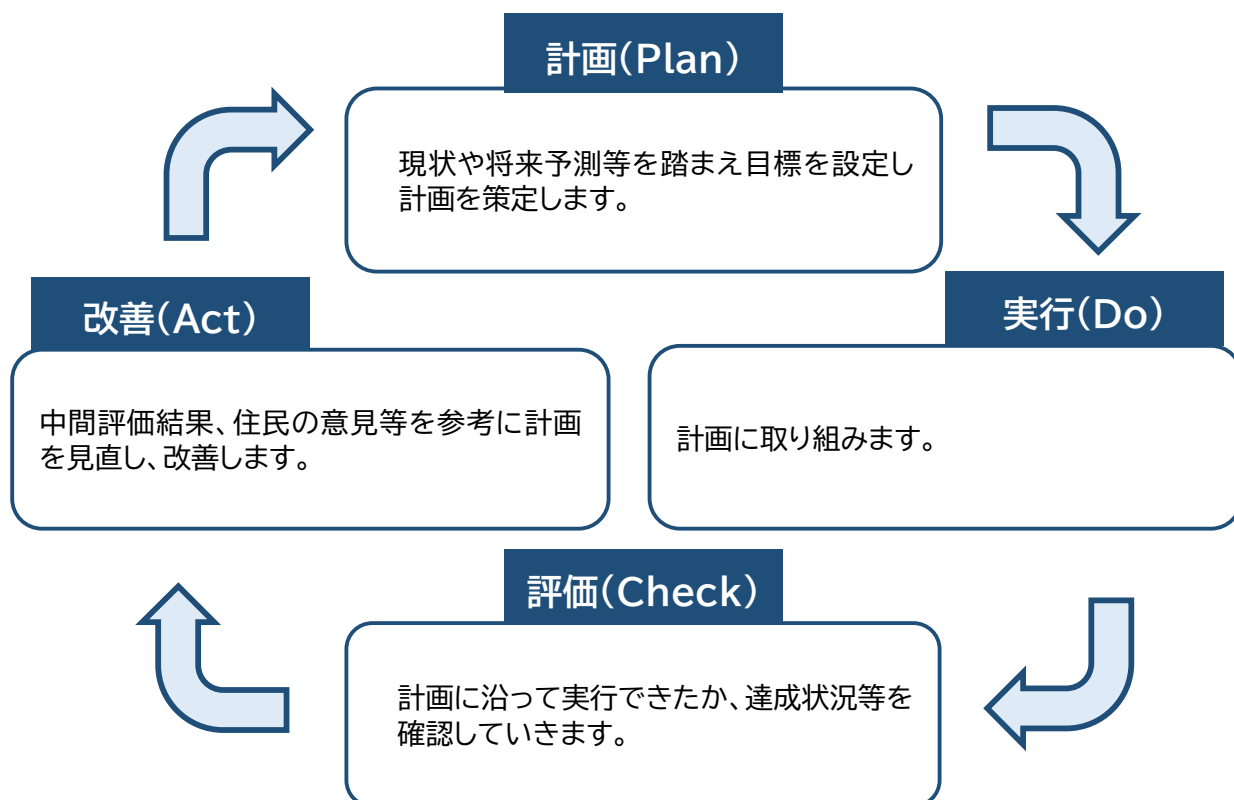 計画(Plan)
現状や将来予測等を踏まえ目標を設定し
計画を策定します。
改善(Act)
中間評価結果、住民の意見等を参考に計画
を見直し、改善します。
実行(Do)
計画に取り組みます。
評価(Check)
計画に沿って実行できたか、達成状況等を
確認していきます。